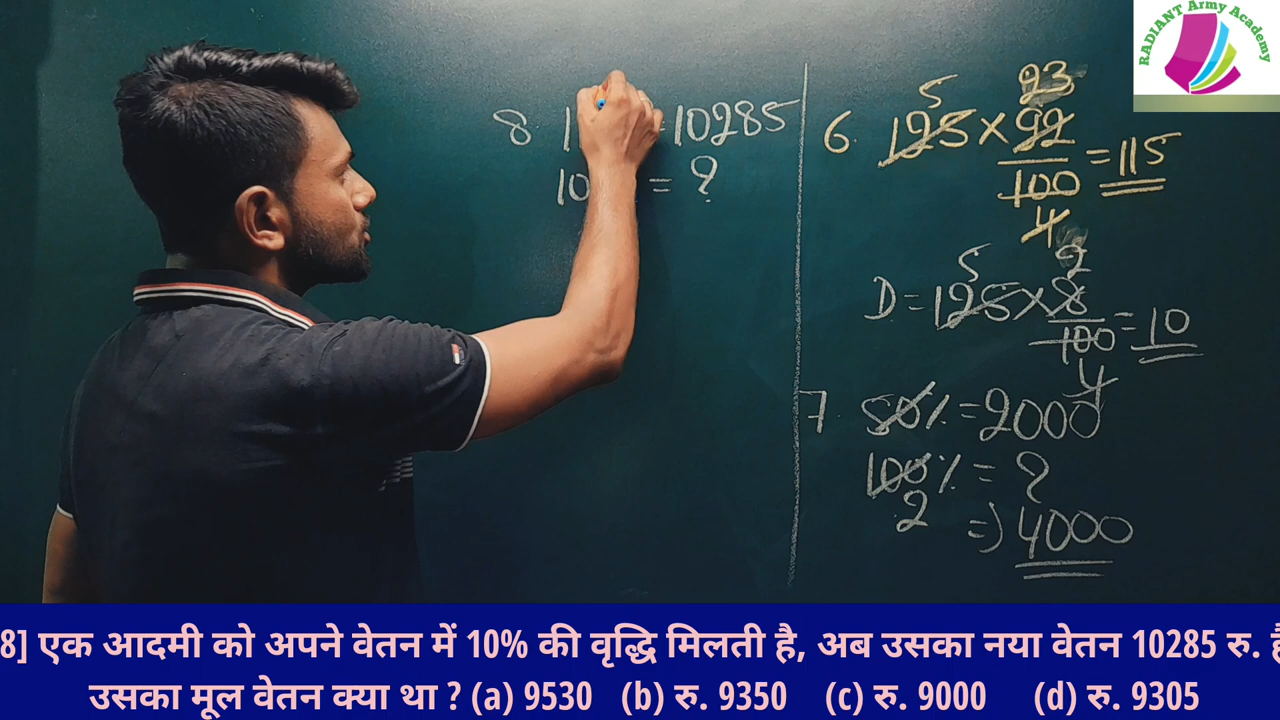 RADIANT Army Academy
8. 1 = 10285
10 = ?
6. 5 23
125 × 92 = 115
100
4
5 2
D = 125 × 8 = 10
100
4
7. 50% = 2000
100% = ?
2 ⇒ 4000
8] एक आदमी को अपने वेतन में 10% की वृद्धि मिलती है, अब उसका नया वेतन 10285 रु. है
उसका मूल वेतन क्या था ? (a) 9530 (b) रु. 9350 (c) रु. 9000 (d) रु. 9305